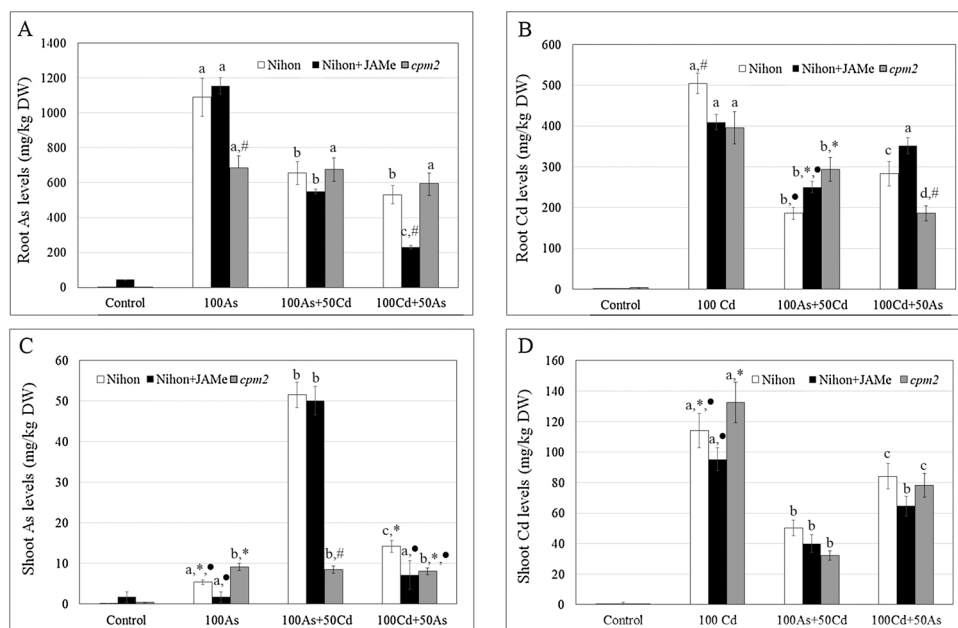 A
Root As levels (mg/kg DW)
1400
1200
1000
800
600
400
200
0
Nihon Nihon+JAMe cpm2
a a a,#
b b a
b c,# a
Control 100As 100As+50Cd 100Cd+50As
B
Root Cd levels (mg/kg DW)
600
500
400
300
200
100
0
Nihon Nihon+JAMe cpm2
a,# a a
b,● b,*,● b,*
c a d,#
Control 100 Cd 100As+50Cd 100Cd+50As
C
Shoot As levels (mg/kg DW)
60
50
40
30
20
10
0
Nihon Nihon+JAMe cpm2
a,*,● a,● b,*
b b b,#
c,* a,● b,*,●
Control 100As 100As+50Cd 100Cd+50As
D
Shoot Cd levels (mg/kg DW)
160
140
120
100
80
60
40
20
0
Nihon Nihon+JAMe cpm2
a,*,● a,● a,*
b b b
c b c
Control 100 Cd 100As+50Cd 100Cd+50As